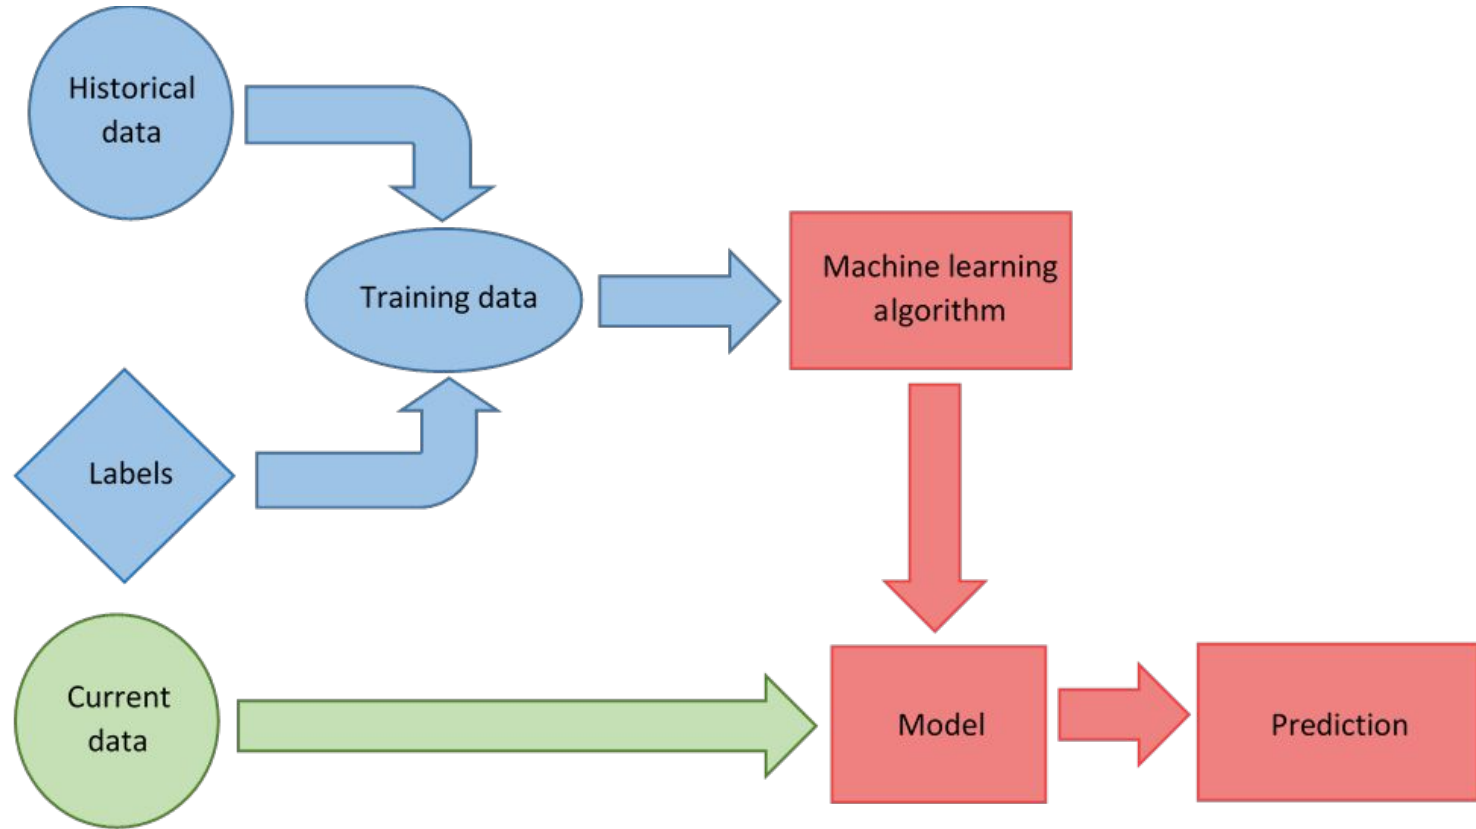 Historical
data
Training data
Machine learning
algorithm
Labels
Current
data
Model
Prediction